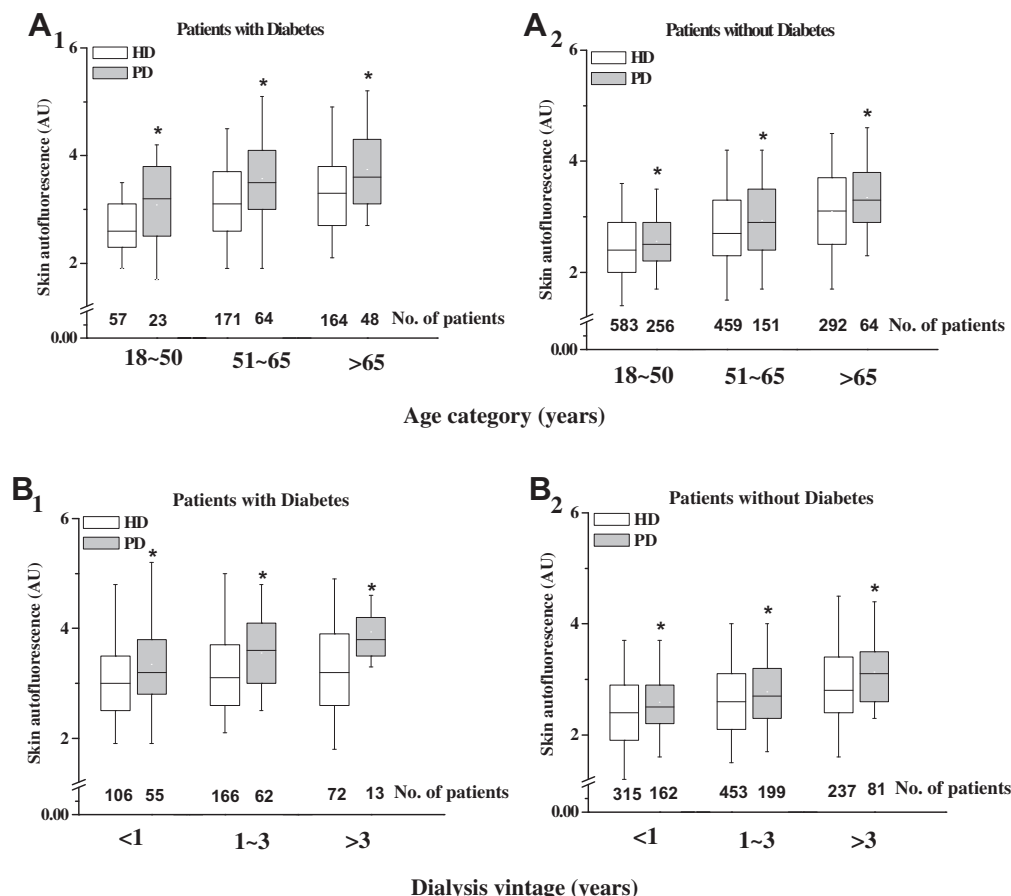 A1 Patients with Diabetes
6
HD
PD
Skin autofluorescence (AU)
4
2
0.00
* * *
57 23 171 64 164 48 No. of patients
18~50 51~65 >65
A2 Patients without Diabetes
6
HD
PD
Skin autofluorescence (AU)
4
2
0.00
* * *
583 256 459 151 292 64 No. of patients
18~50 51~65 >65
Age category (years)
B1 Patients with Diabetes
6
HD
PD
Skin autofluorescence (AU)
4
2
0.00
* * *
106 55 166 62 72 13 No. of patients
<1 1~3 >3
B2 Patients without Diabetes
6
HD
PD
Skin autofluorescence (AU)
4
2
0.00
* * *
315 162 453 199 237 81 No. of patients
<1 1~3 >3
Dialysis vintage (years)